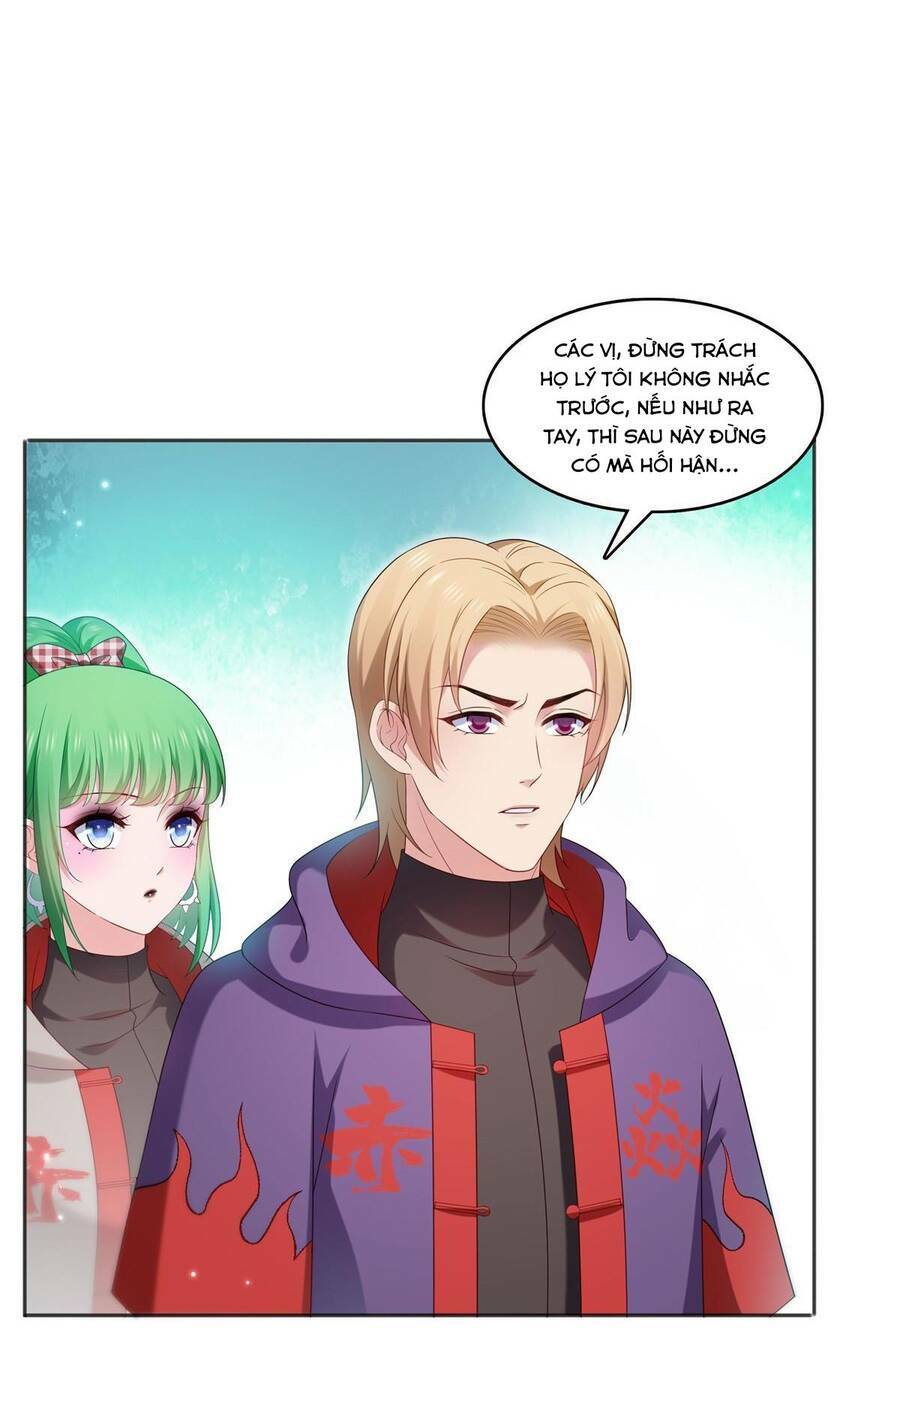 CÁC VỊ, ĐỪNG TRÁCH
HỌ LÝ TÔI KHÔNG NHẮC
TRƯỚC, NẾU NHƯ RA
TAY, THÌ SAU NÀY ĐỪNG
CÓ MÀ HỐI HẬN...
赤
焱
赤